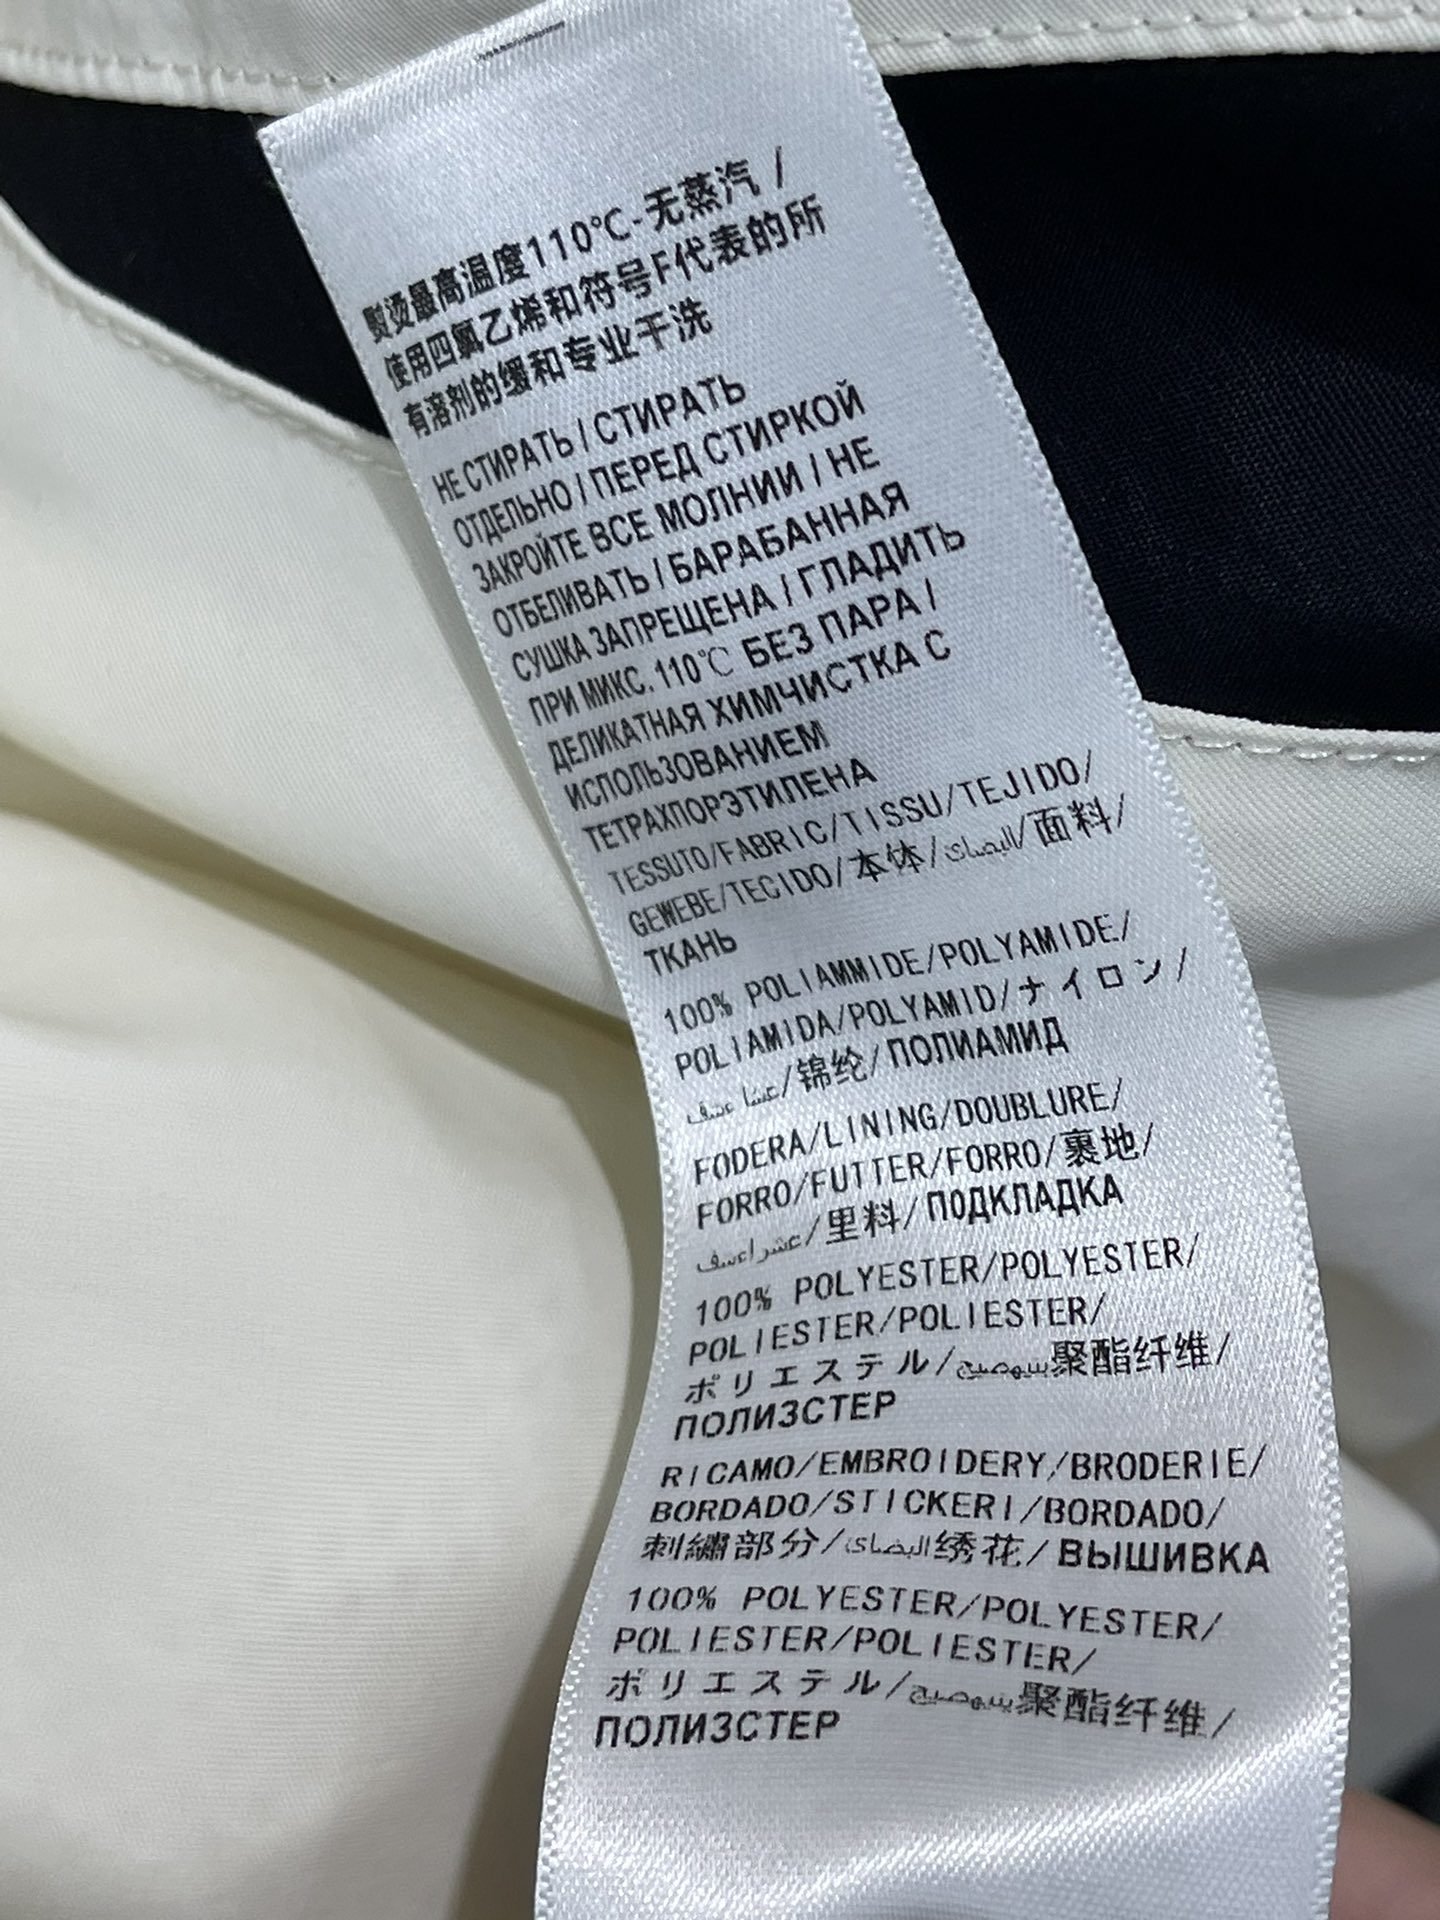 熨烫最高温度110℃-无蒸汽 /
使用四氯乙烯和符号F代表的所
有溶剂的缓和专业干洗
НЕ СТИРАТЬ / СТИРАТЬ
ОТДЕЛЬНО / ПЕРЕД СТИРКОЙ
ЗАКРОЙТЕ ВСЕ МОЛНИИ / НЕ
ОТБЕЛИВАТЬ / БАРАБАННАЯ
СУШКА ЗАПРЕЩЕНА / ГЛАДИТЬ
ПРИ МИКС. 110℃ БЕЗ ПАРА /
ДЕЛИКАТНАЯ ХИМЧИСТКА С
ИСПОЛЬЗОВАНИЕМ
ТЕТРАХПОРЭТИЛЕНА
TESSUTO/FABRIC/TISSU/TEJIDO/
GEWEBE/TECIDO/本体/ /面料/
ТКАНЬ
100% POLIAMMIDE/POLYAMIDE/
POLIAMIDA/POLYAMID/ナイロン/
/锦纶/ПОЛИАМИД
FODERA/LINING/DOUBLURE/
FORRO/FUTTER/FORRO/裏地/
/里料/ПОДКЛАДКА
100% POLYESTER/POLYESTER/
POLIESTER/POLIESTER/
ポリエステル/ 聚酯纤维/
ПОЛИЗСТЕР
RICAMO/EMBROIDERY/BRODERIE/
BORDADO/STICKERI/BORDADO/
刺繡部分/ 绣花/ВЫШИВКА
100% POLYESTER/POLYESTER/
POLIESTER/POLIESTER/
ポリエステル/ 聚酯纤维/
ПОЛИЗСТЕР